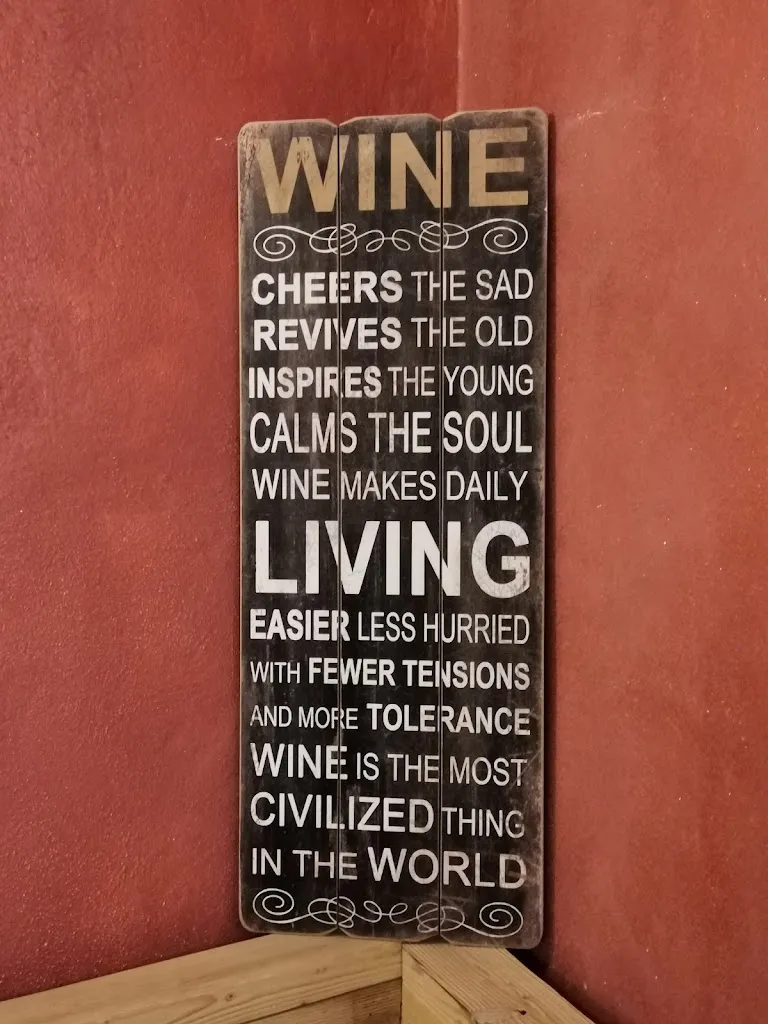 WINE
CHEERS THE SAD
REVIVES THE OLD
INSPIRES THE YOUNG
CALMS THE SOUL
WINE MAKES DAILY
LIVING
EASIER LESS HURRIED
WITH FEWER TENSIONS
AND MORE TOLERANCE
WINE IS THE MOST
CIVILIZED THING
IN THE WORLD